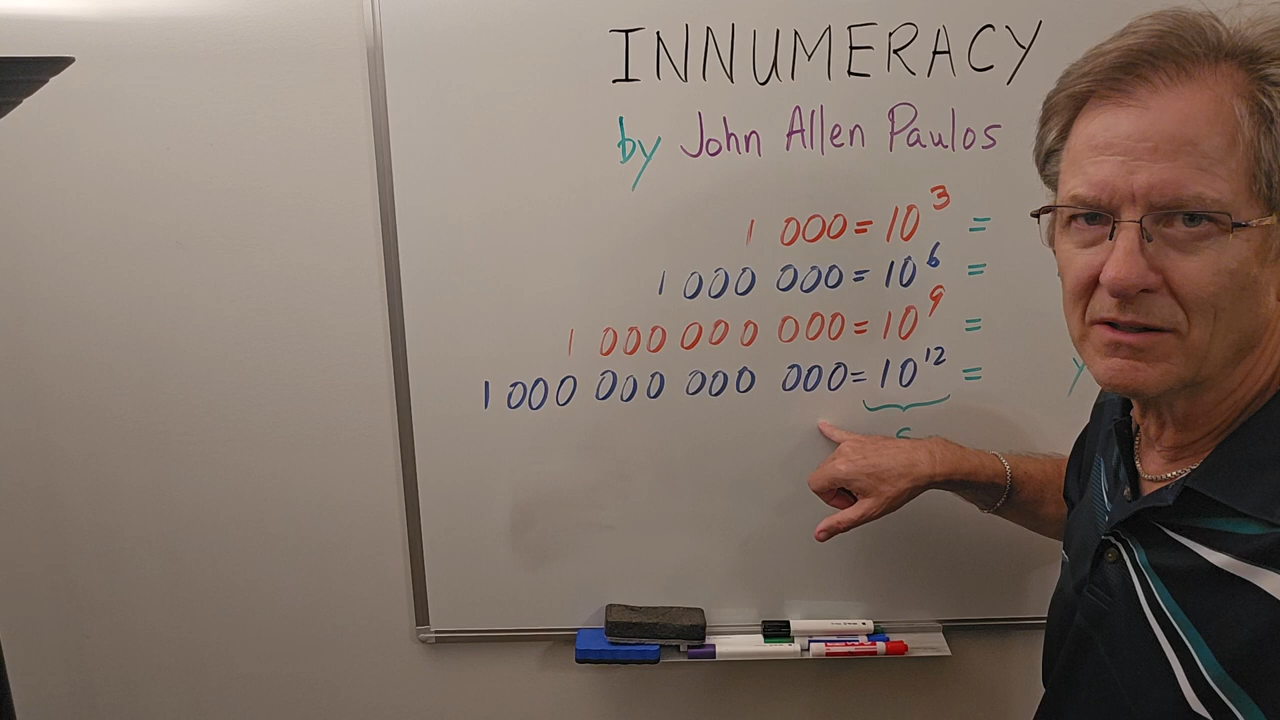 INNUMERACY
by John Allen Paulos
1 000 = 10³ =
1 000 000 = 10⁶ =
1 000 000 000 = 10⁹ =
1 000 000 000 000 = 10¹² = y
s